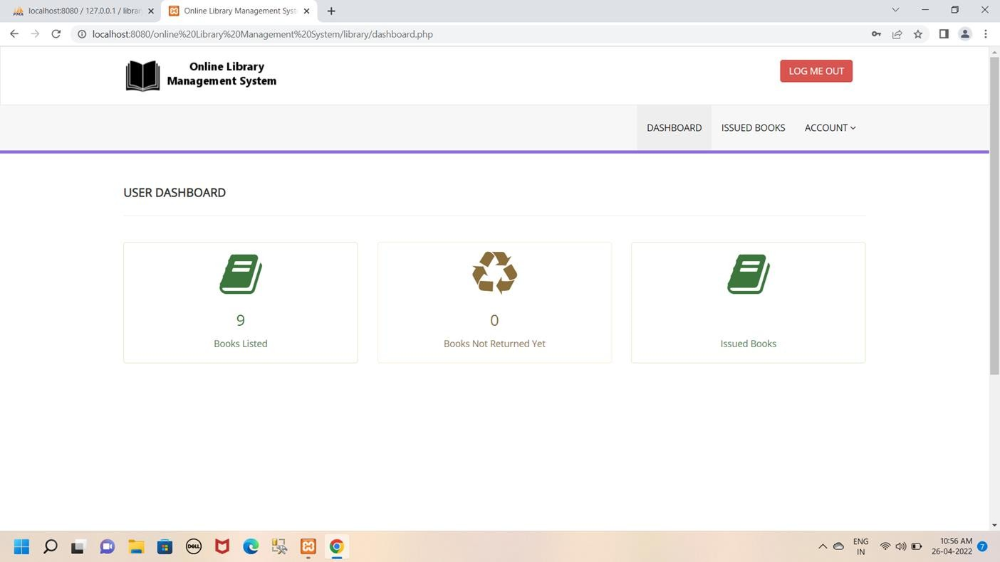 localhost:8080 / 127.0.0.1 / librar
Online Library Management Syst
localhost:8080/online%20Library%20Management%20System/library/dashboard.php
Online Library
Management System
LOG ME OUT
DASHBOARD
ISSUED BOOKS
ACCOUNT
USER DASHBOARD
9
Books Listed
0
Books Not Returned Yet
Issued Books
DELL
ENG
IN
10:56 AM
26-04-2022
7